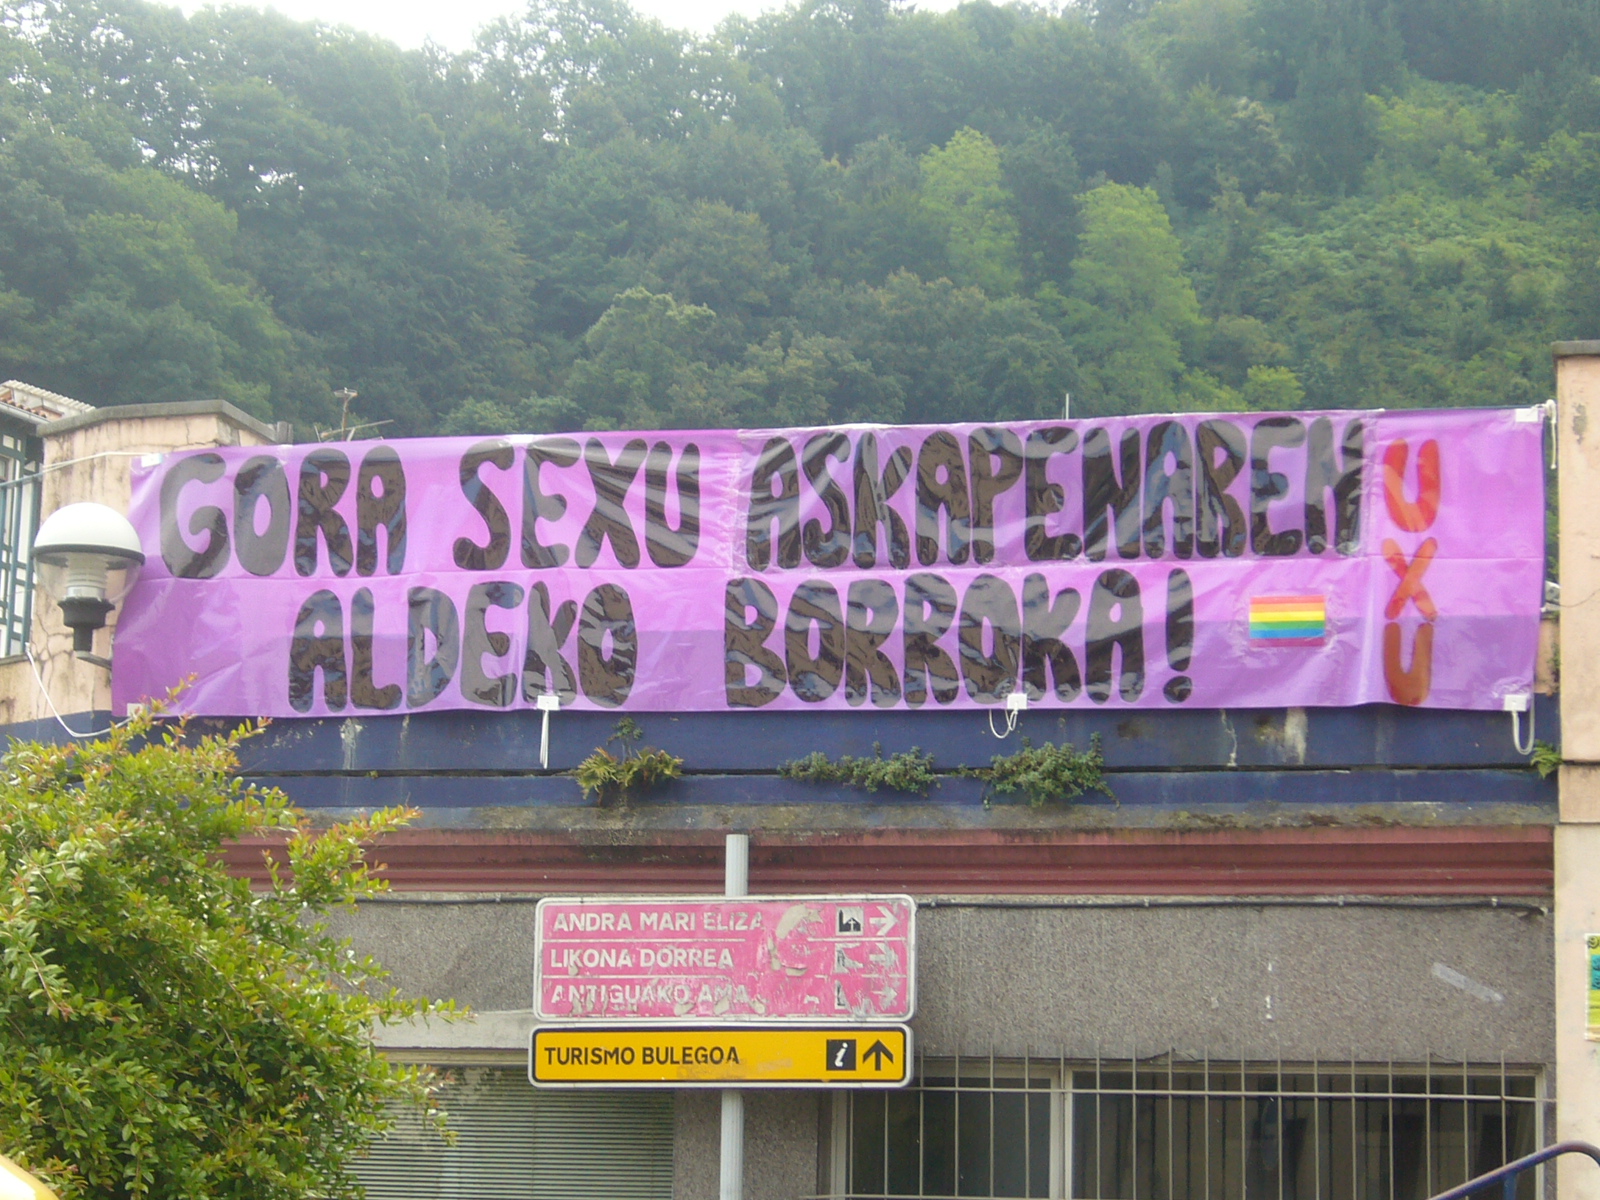 GORA SEXU ASKAPENAREN
ALDEKO BORROKA!
UXU
ANDRA MARI ELIZA
LIKONA DORREA
ANTIGUAKO AMA
TURISMO BULEGOA
i